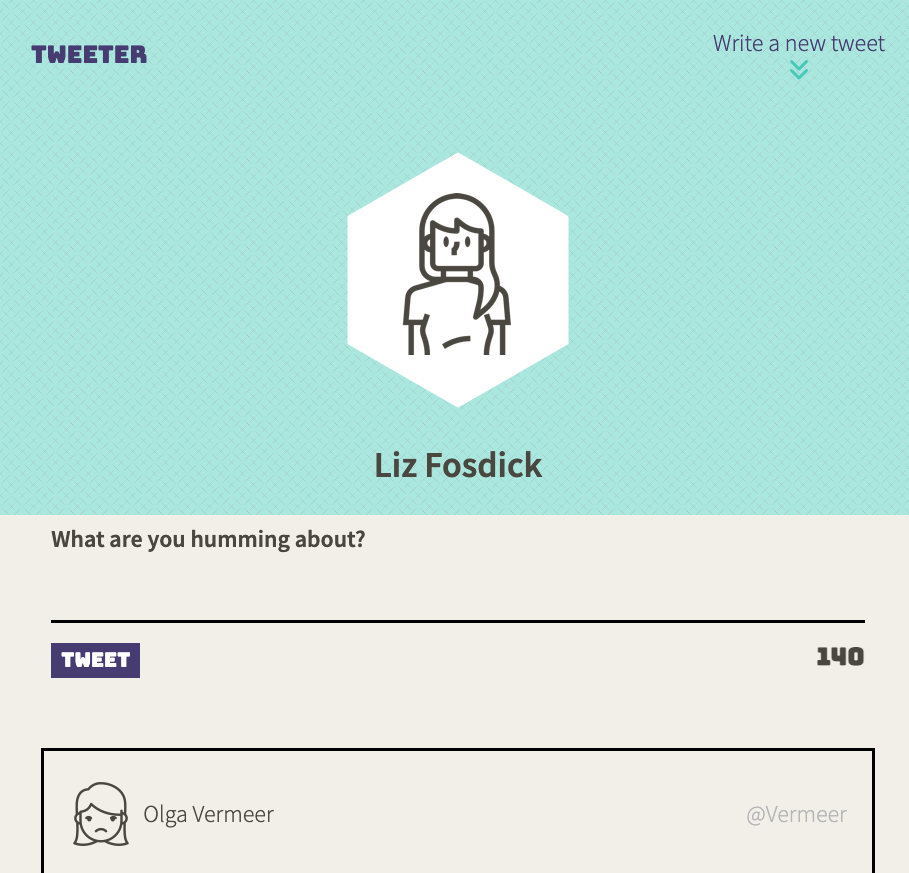 TWEETER
Write a new tweet
Liz Fosdick
What are you humming about?
TWEET
140
Olga Vermeer
@Vermeer